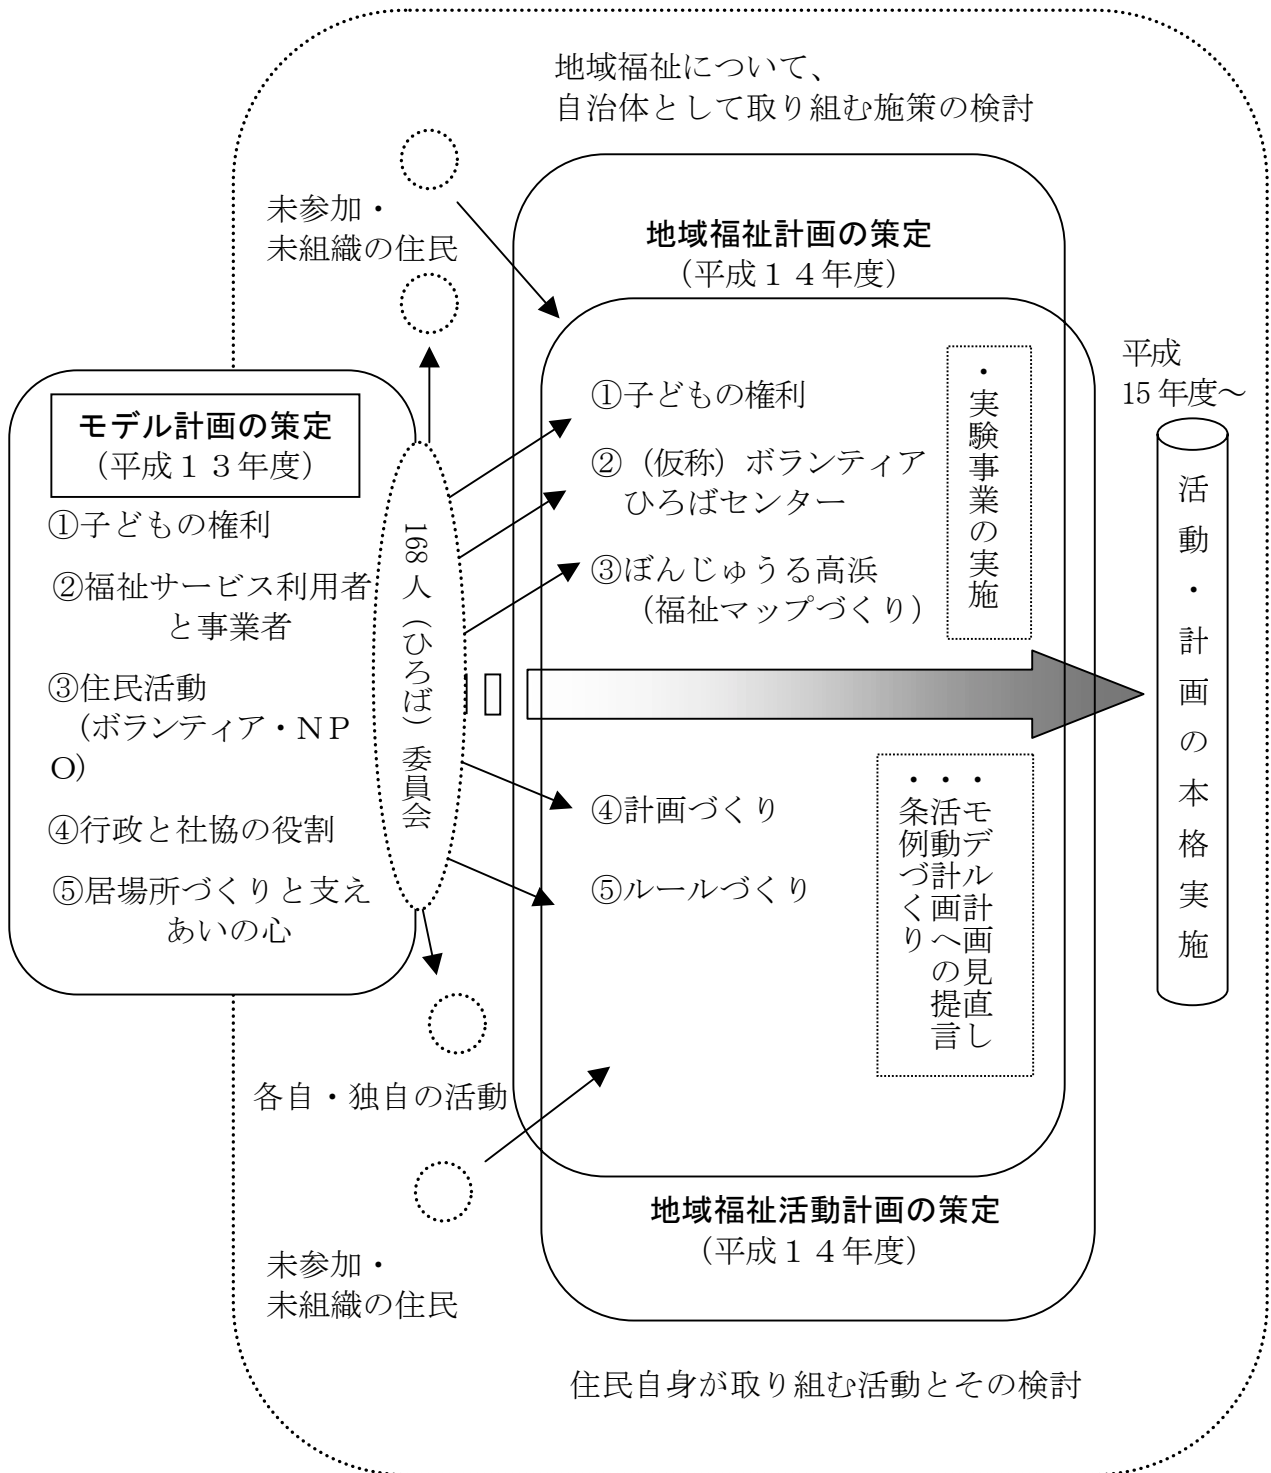 地域福祉について、
自治体として取り組む施策の検討
未参加・
未組織の住民
地域福祉計画の策定
（平成１４年度）
平成
15 年度～
モデル計画の策定
（平成１３年度）
①子どもの権利
②福祉サービス利用者
と事業者
③住民活動
（ボランティア・ＮＰ
Ｏ）
④行政と社協の役割
⑤居場所づくりと支え
あいの心
168 人（ひろば）委員会
①子どもの権利
②（仮称）ボランティア
ひろばセンター
③ぼんじゅうる高浜
（福祉マップづくり）
④計画づくり
⑤ルールづくり
・実験事業の実施
・モデル計画見直し
・活動計画への提言
・条例づくり
活動・計画の本格実施
各自・独自の活動
地域福祉活動計画の策定
（平成１４年度）
未参加・
未組織の住民
住民自身が取り組む活動とその検討